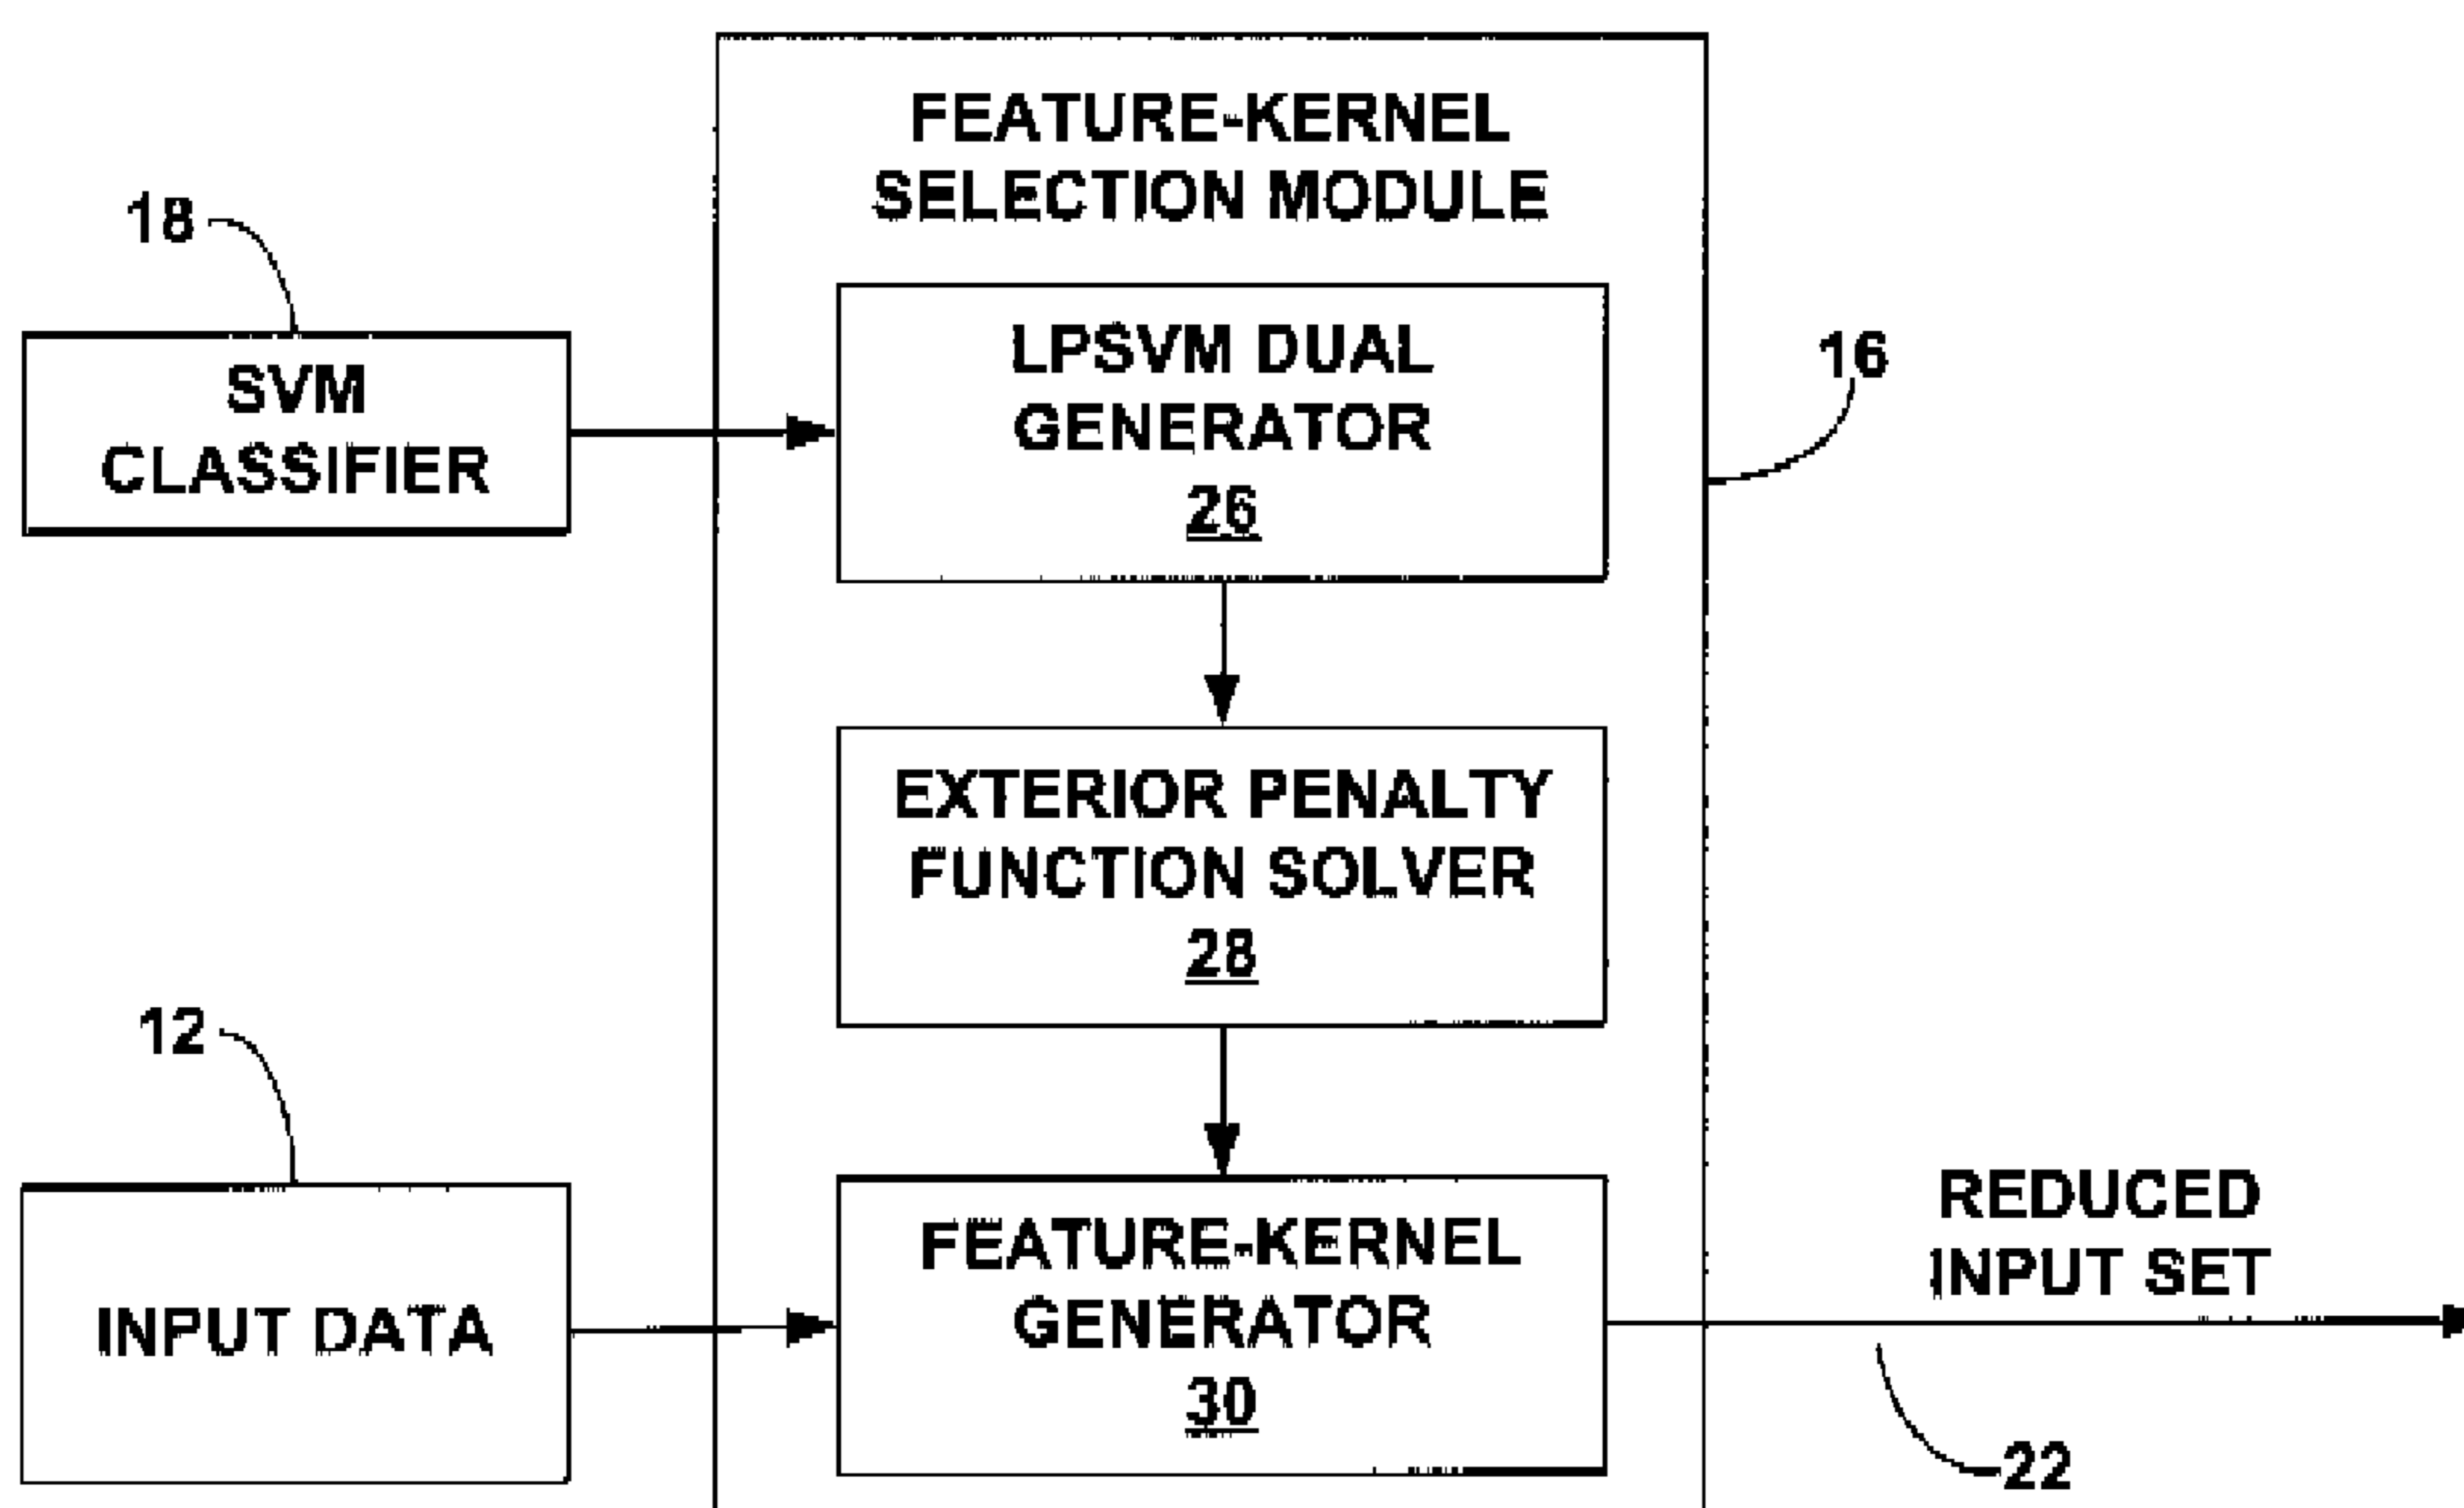 FEATURE-KERNEL
SELECTION MODULE
18
SVM
CLASSIFIER
LPSVM DUAL
GENERATOR
26
16
EXTERIOR PENALTY
FUNCTION SOLVER
28
12
INPUT DATA
FEATURE-KERNEL
GENERATOR
30
REDUCED
INPUT SET
22